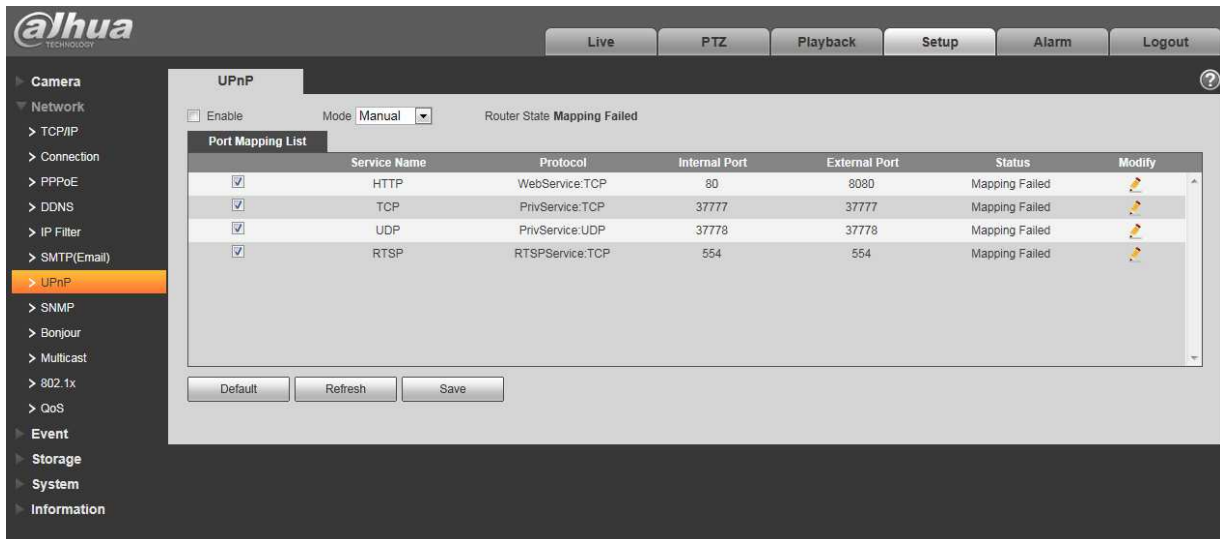 alhua
TECHNOLOGY
Live PTZ Playback Setup Alarm Logout
Camera
Network
> TCP/IP
> Connection
> PPPoE
> DDNS
> IP Filter
> SMTP(Email)
> UPnP
> SNMP
> Bonjour
> Multicast
> 802.1x
> QoS
Event
Storage
System
Information
UPnP
?
Enable Mode Manual Router State Mapping Failed
Port Mapping List
Service Name Protocol Internal Port External Port Status Modify
HTTP WebService:TCP 80 8080 Mapping Failed
TCP PrivService:TCP 37777 37777 Mapping Failed
UDP PrivService:UDP 37778 37778 Mapping Failed
RTSP RTSPService:TCP 554 554 Mapping Failed
Default Refresh Save